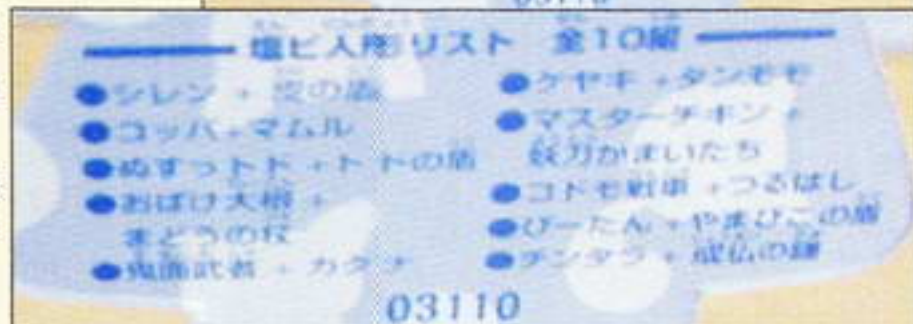 03110
塩ビ人形リスト 全10組
●シレン + 皮の盾
●コッパ+マムル
●ぬすっトド +トドの盾
●おばけ大根 +
まどうの杖
●鬼面武者 + カタナ
●ケヤキ +タンモモ
●マスターチキン +
妖刀かまいたち
●コドモ戦車 +つるはし
●びーたん +やまびこの盾
●チンタラ + 成仏の鎌
03110